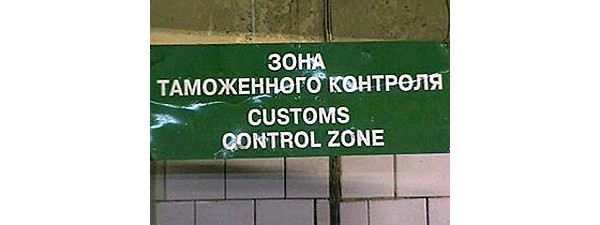 ЗОНА
ТАМОЖЕННОГО КОНТРОЛЯ
CUSTOMS
CONTROL ZONE